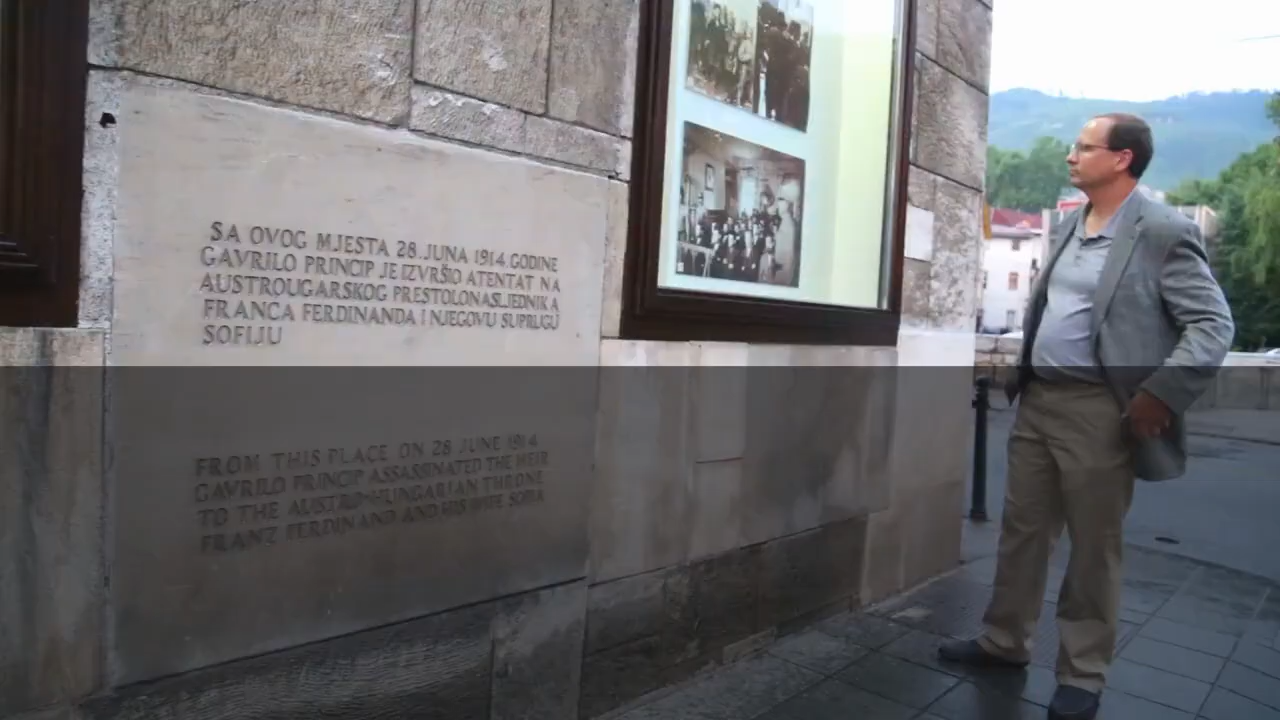 SA OVOG MJESTA 28. JUNA 1914. GODINE
GAVRILO PRINCIP JE IZVRŠIO ATENTAT NA
AUSTROUGARSKOG PRESTOLONASLJEDNIKA
FRANCA FERDINANDA I NJEGOVU SUPRUGU
SOFIJU
FROM THIS PLACE ON 28 JUNE 1914
GAVRILO PRINCIP ASSASSINATED THE HEIR
TO THE AUSTRO-HUNGARIAN THRONE
FRANZ FERDINAND AND HIS WIFE SOFIA